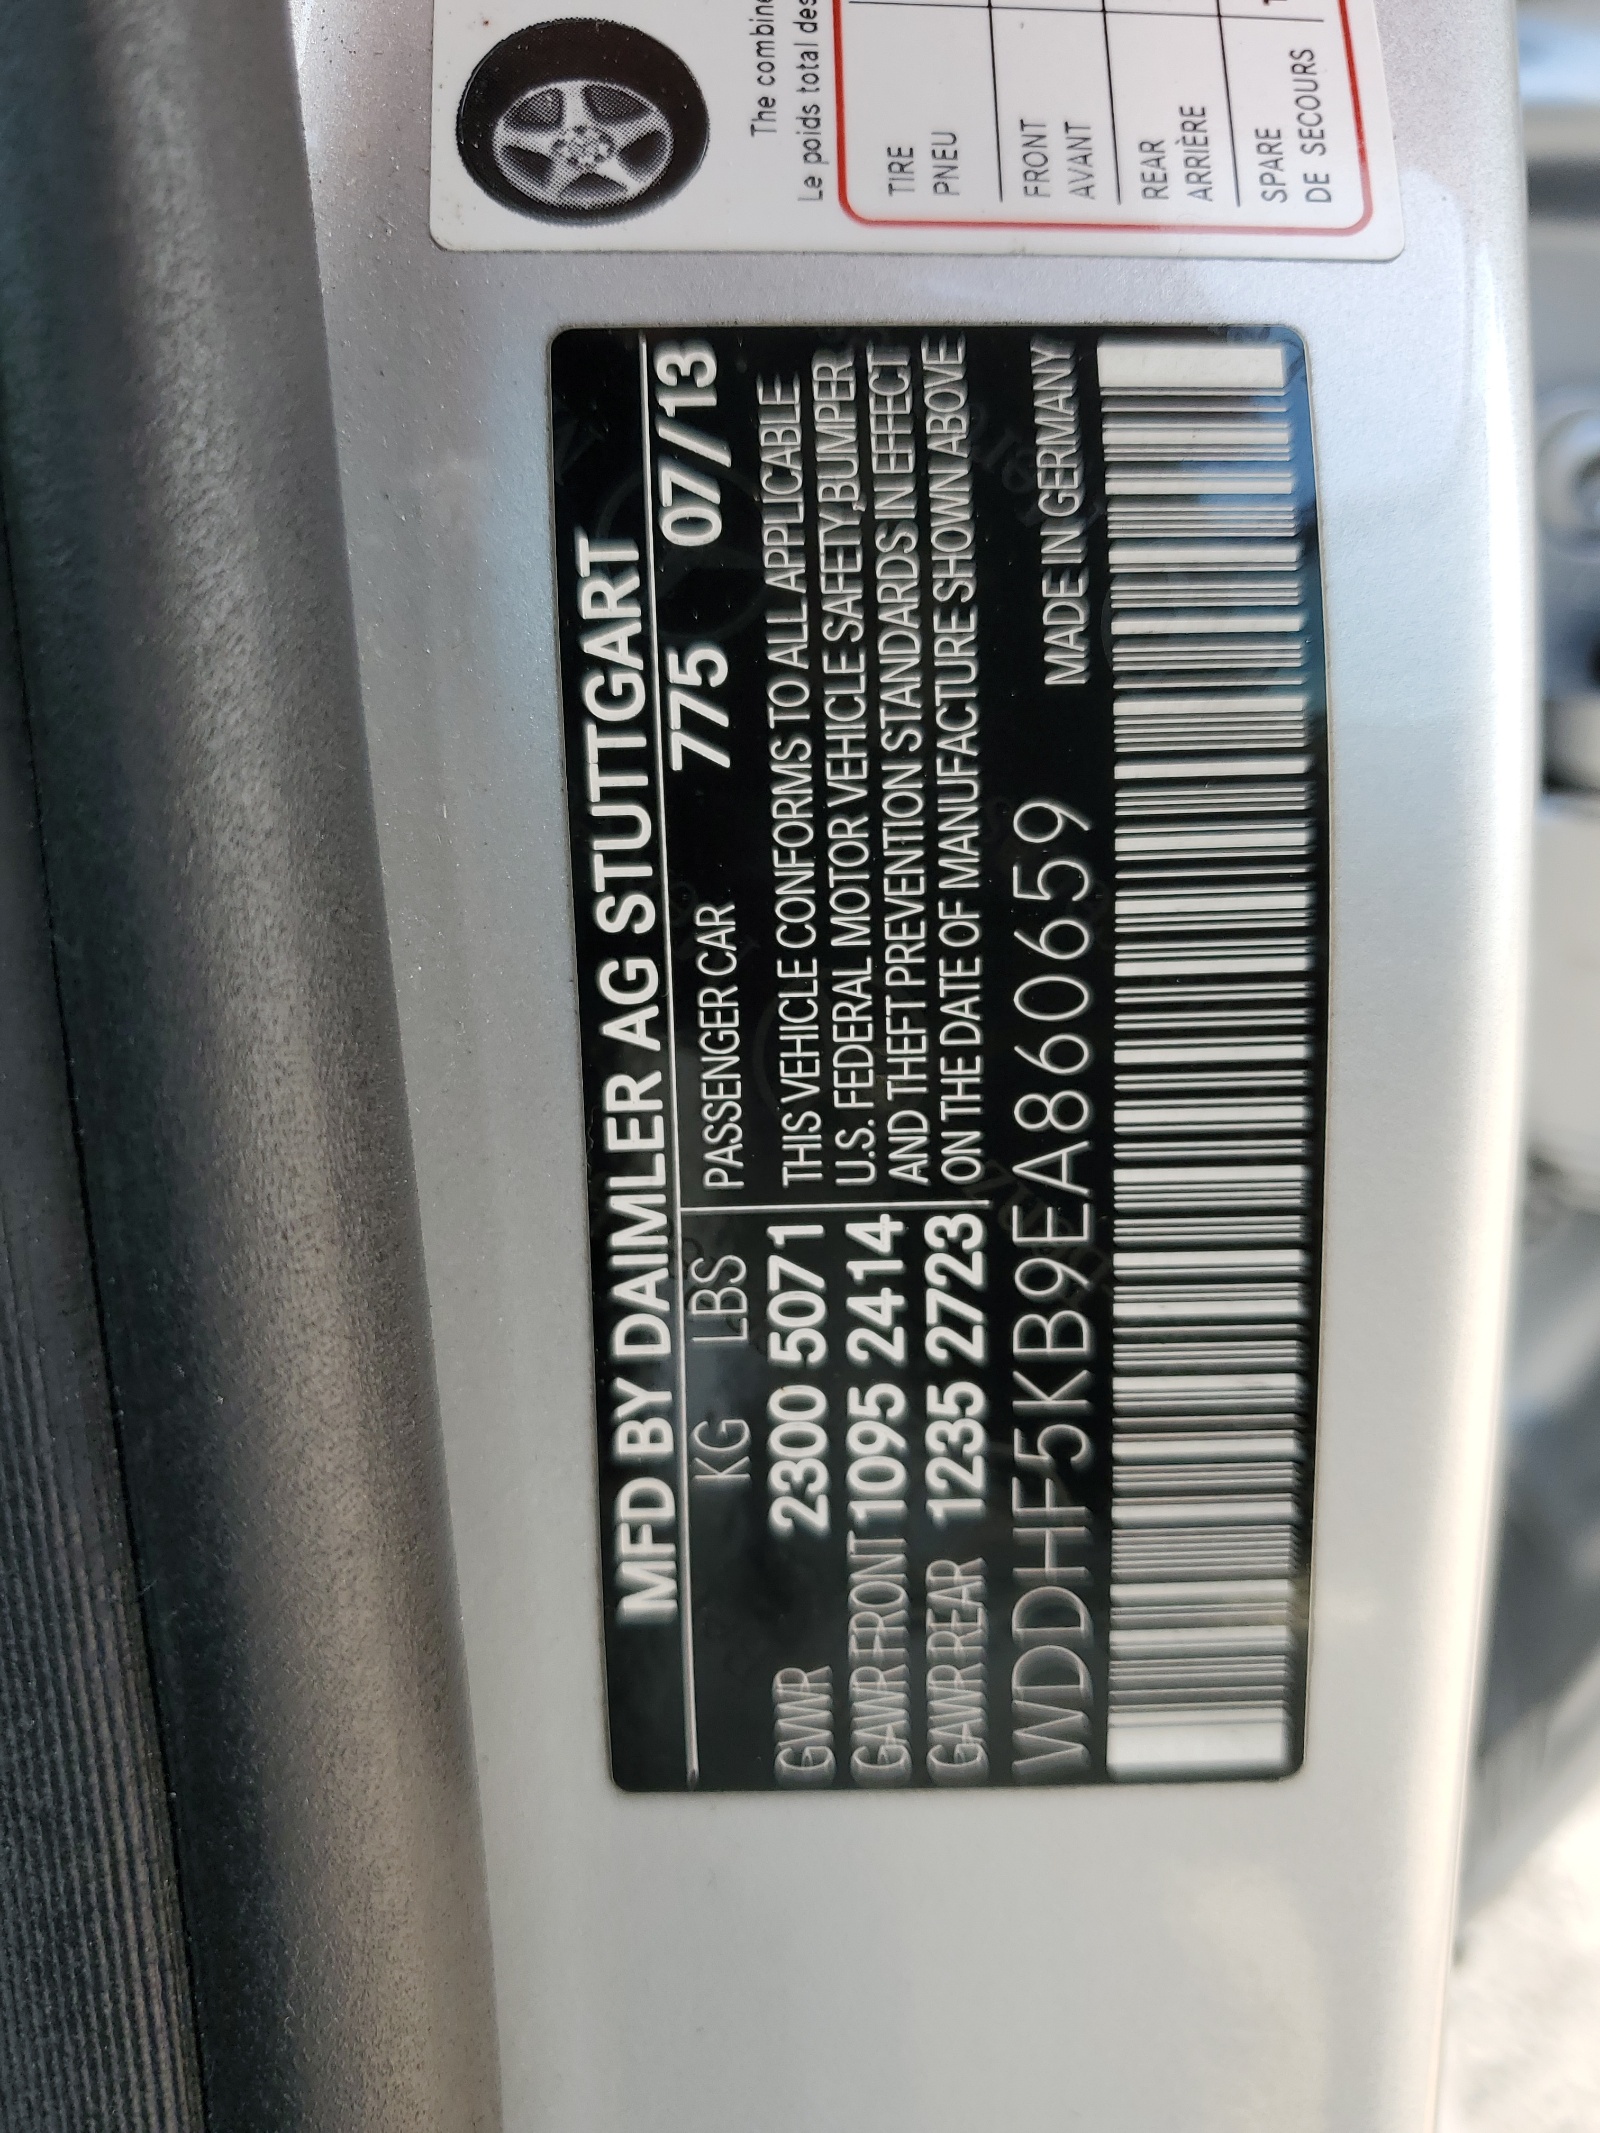 MFD BY DAIMLER AG STUTTGART
KG LBS PASSENGER CAR 775 07/13
GVWR 2300 5071 THIS VEHICLE CONFORMS TO ALL APPLICABLE
U.S. FEDERAL MOTOR VEHICLE SAFETY,BUMPER,
GAWR FRONT 1095 2414 AND THEFT PREVENTION STANDARDS IN EFFECT
GAWR REAR 1235 2723 ON THE DATE OF MANUFACTURE SHOWN ABOVE
WDDHF5KB9EA860659 MADE IN GERMANY
The combine
Le poids total des
TIRE
PNEU
FRONT
AVANT
REAR
ARRIÈRE
SPARE
DE SECOURS